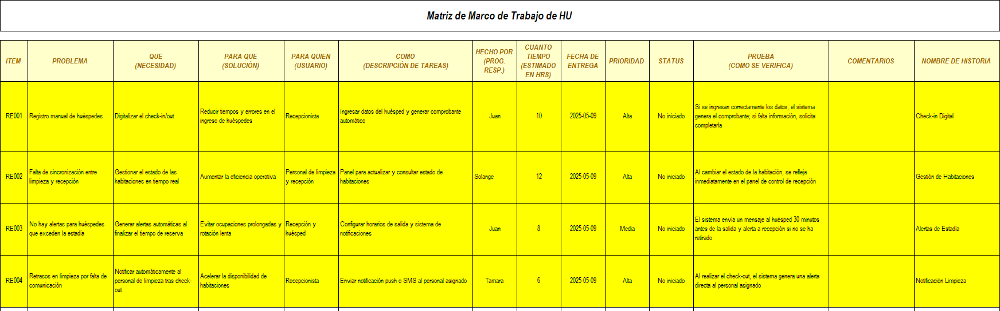 Matriz de Marco de Trabajo de HU
ITEM
PROBLEMA
QUE
(NECESIDAD)
PARA QUE
(SOLUCIÓN)
PARA QUIEN
(USUARIO)
COMO
(DESCRIPCIÓN DE TAREAS)
HECHO POR
(PROG.
RESP.)
CUANTO
TIEMPO
(ESTIMADO
EN HRS)
FECHA DE
ENTREGA
PRIORIDAD
STATUS
PRUEBA
(COMO SE VERIFICA)
COMENTARIOS
NOMBRE DE HISTORIA
RE001
Registro manual de huéspedes
Digitalizar el check-in/out
Reducir tiempos y errores en el
ingreso de huéspedes
Recepcionista
Ingresar datos del huésped y generar comprobante
automático
Juan
10
2025-05-09
Alta
No iniciado
Si se ingresan correctamente los datos, el sistema
genera el comprobante; si falta información, solicita
completarla
Check-in Digital
RE002
Falta de sincronización entre
limpieza y recepción
Gestionar el estado de las
habitaciones en tiempo real
Aumentar la eficiencia operativa
Personal de limpieza
y recepción
Panel para actualizar y consultar estado de
habitaciones
Solange
12
2025-05-09
Alta
No iniciado
Al cambiar el estado de la habitación, se refleja
inmediatamente en el panel de control de recepción
Gestión de Habitaciones
RE003
No hay alertas para huéspedes
que exceden la estadía
Generar alertas automáticas al
finalizar el tiempo de reserva
Evitar ocupaciones prolongadas y
rotación lenta
Recepción y
huésped
Configurar horarios de salida y sistema de
notificaciones
Juan
8
2025-05-09
Media
No iniciado
El sistema envía un mensaje al huésped 30 minutos
antes de la salida y alerta a recepción si no se ha
retirado
Alertas de Estadía
RE004
Retrasos en limpieza por falta de
comunicación
Notificar automáticamente al
personal de limpieza tras check-
out
Acelerar la disponibilidad de
habitaciones
Recepcionista
Enviar notificación push o SMS al personal asignado
Tamara
6
2025-05-09
Alta
No iniciado
Al realizar el check-out, el sistema genera una alerta
directa al personal asignado
Notificación Limpieza